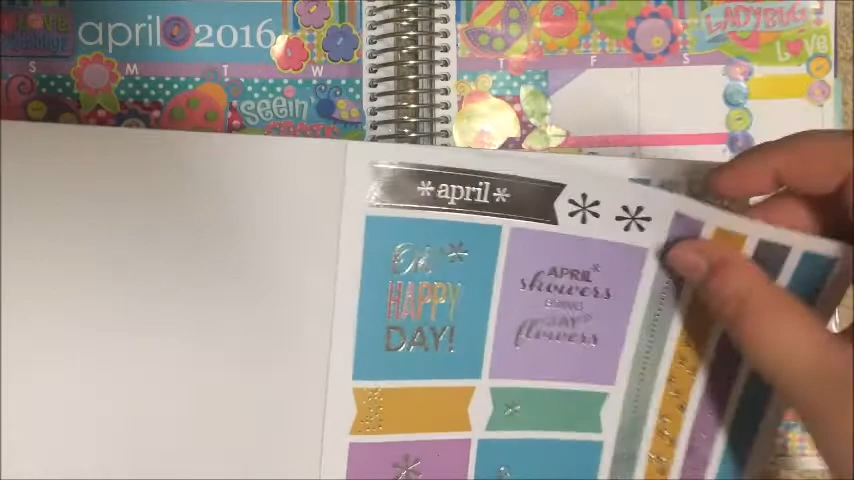 april 2016
LADYBUG
Love
S M T W T F S
seein'
*april*
Oh
HAPPY
DAY!
APRIL
showers
BRING
MAY
flowers